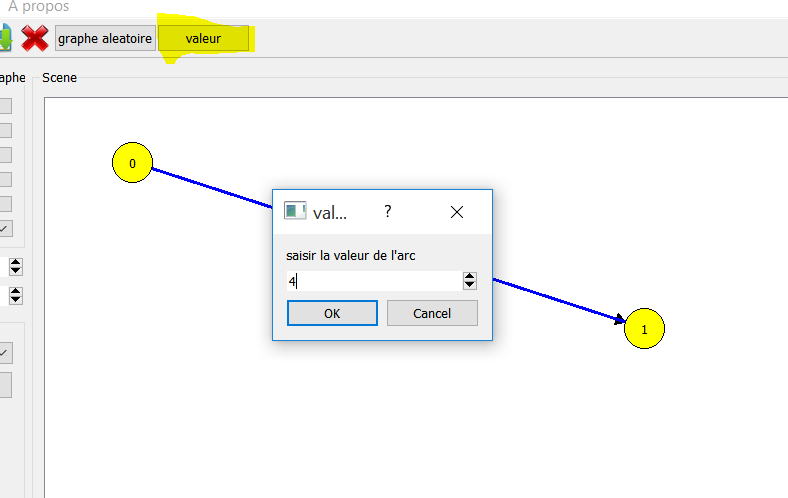 A propos
graphe aleatoire
valeur
aphe
Scene
0
val...
?
saisir la valeur de l'arc
4
OK
Cancel
1